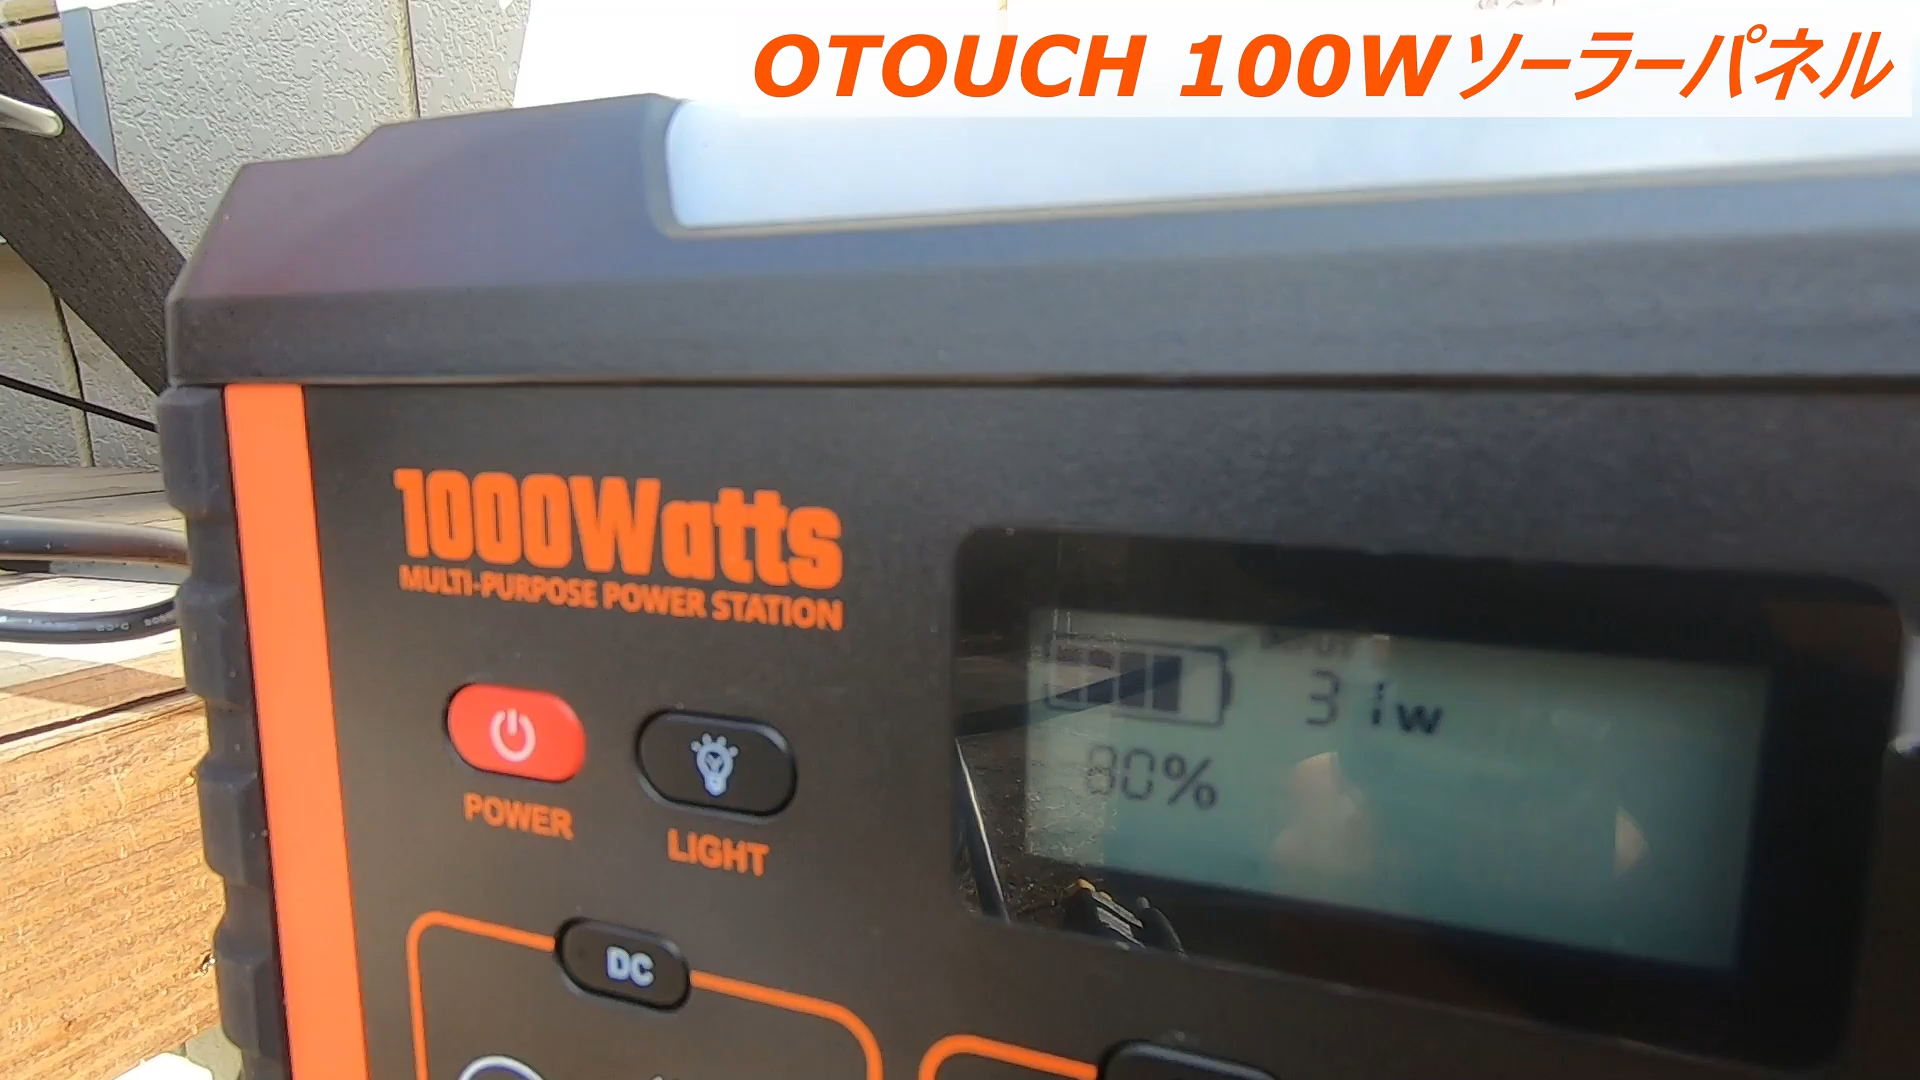 OTOUCH 100Wソーラーパネル
1000Watts
MULTI-PURPOSE POWER STATION
31w
80%
POWER
LIGHT
DC